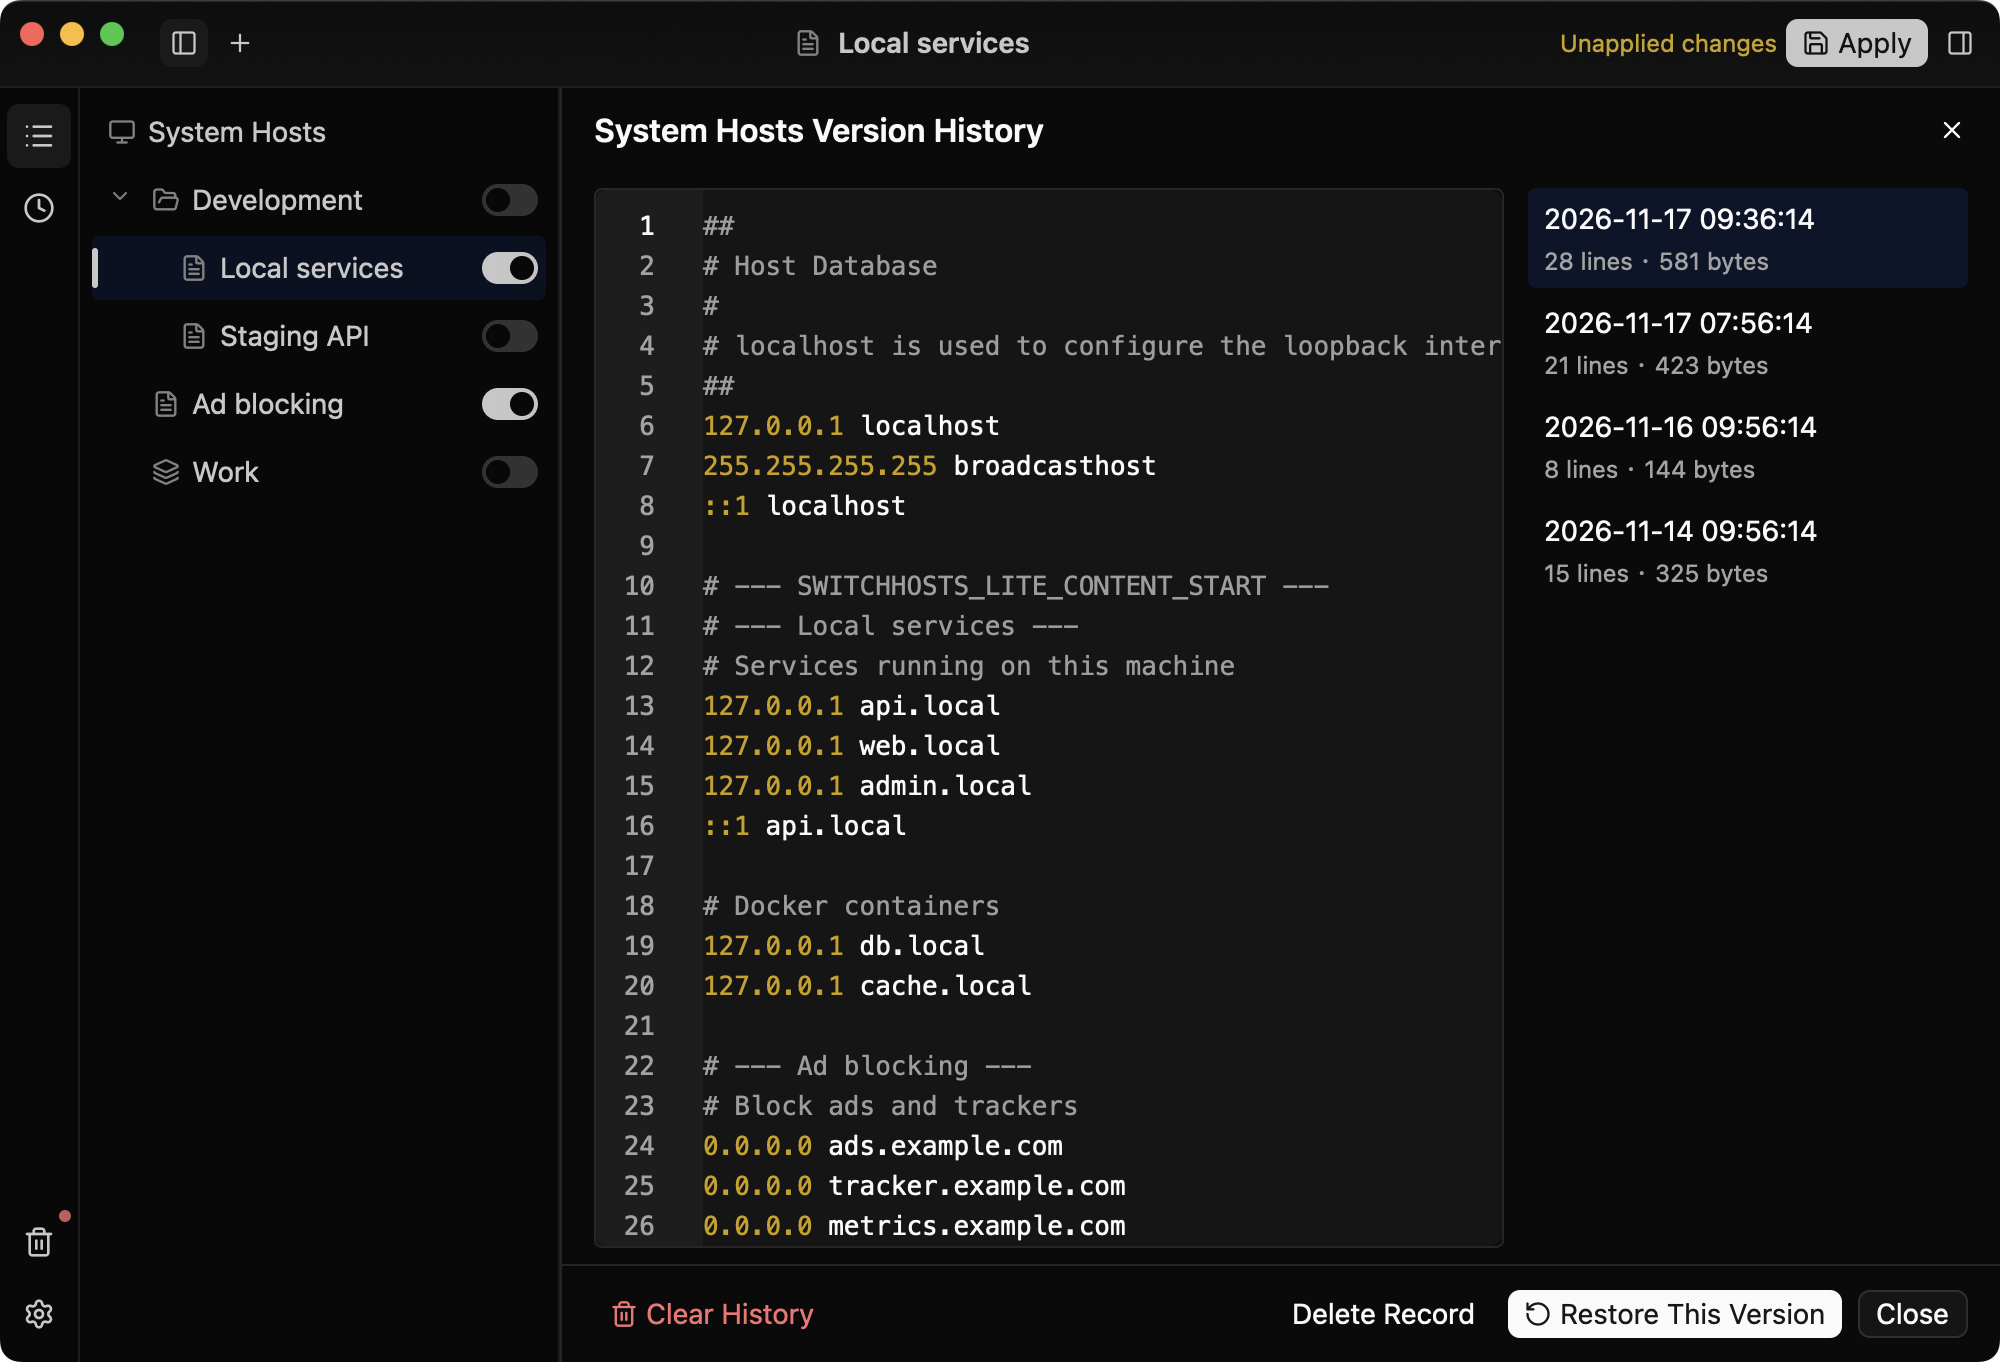 Local services
Unapplied changes
Apply
System Hosts
Development
Local services
Staging API
Ad blocking
Work
System Hosts Version History
1 ##
2 # Host Database
3 #
4 # localhost is used to configure the loopback inter
5 ##
6 127.0.0.1 localhost
7 255.255.255.255 broadcasthost
8 ::1 localhost
9
10 # --- SWITCHHOSTS_LITE_CONTENT_START ---
11 # --- Local services ---
12 # Services running on this machine
13 127.0.0.1 api.local
14 127.0.0.1 web.local
15 127.0.0.1 admin.local
16 ::1 api.local
17
18 # Docker containers
19 127.0.0.1 db.local
20 127.0.0.1 cache.local
21
22 # --- Ad blocking ---
23 # Block ads and trackers
24 0.0.0.0 ads.example.com
25 0.0.0.0 tracker.example.com
26 0.0.0.0 metrics.example.com
2026-11-17 09:36:14
28 lines · 581 bytes
2026-11-17 07:56:14
21 lines · 423 bytes
2026-11-16 09:56:14
8 lines · 144 bytes
2026-11-14 09:56:14
15 lines · 325 bytes
Clear History
Delete Record
Restore This Version
Close